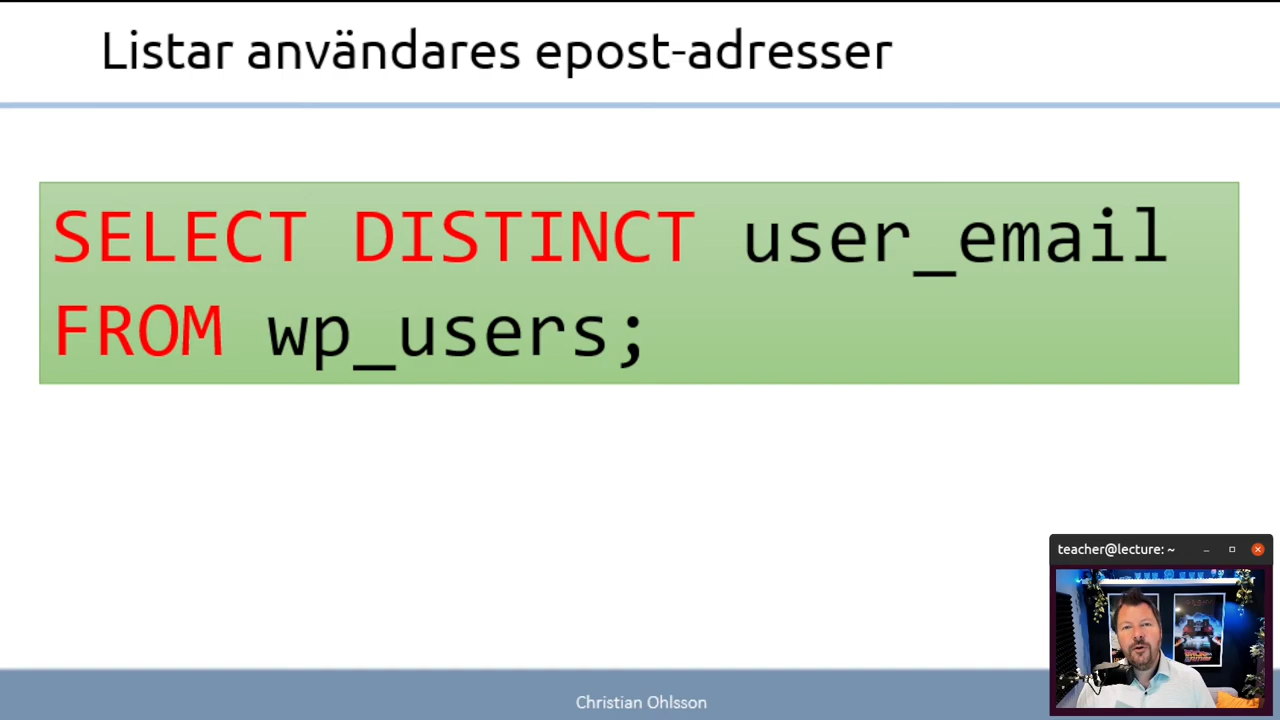 Listar användares epost-adresser
SELECT DISTINCT user_email
FROM wp_users;
teacher@lecture: ~
Christian Ohlsson